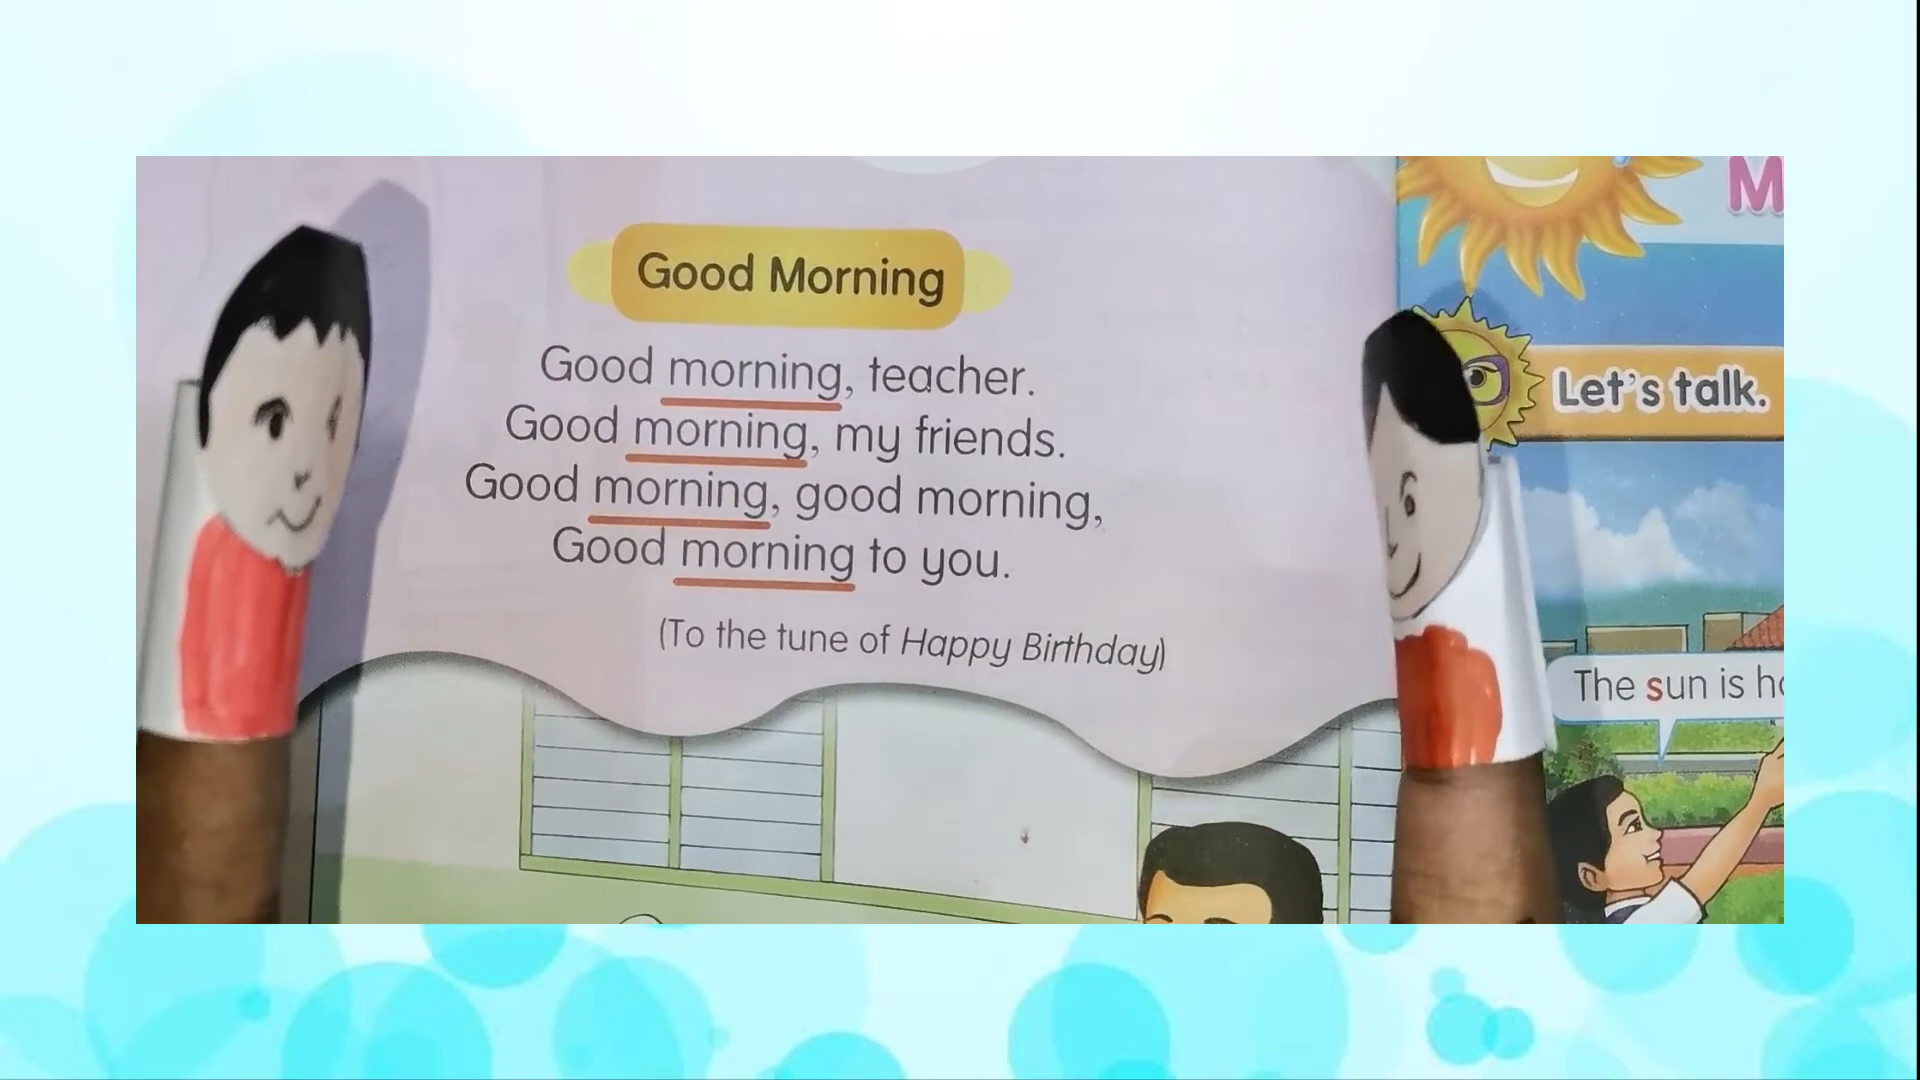 Good Morning
Good morning, teacher.
Good morning, my friends.
Good morning, good morning,
Good morning to you.
(To the tune of Happy Birthday)
M
Let's talk.
The sun is